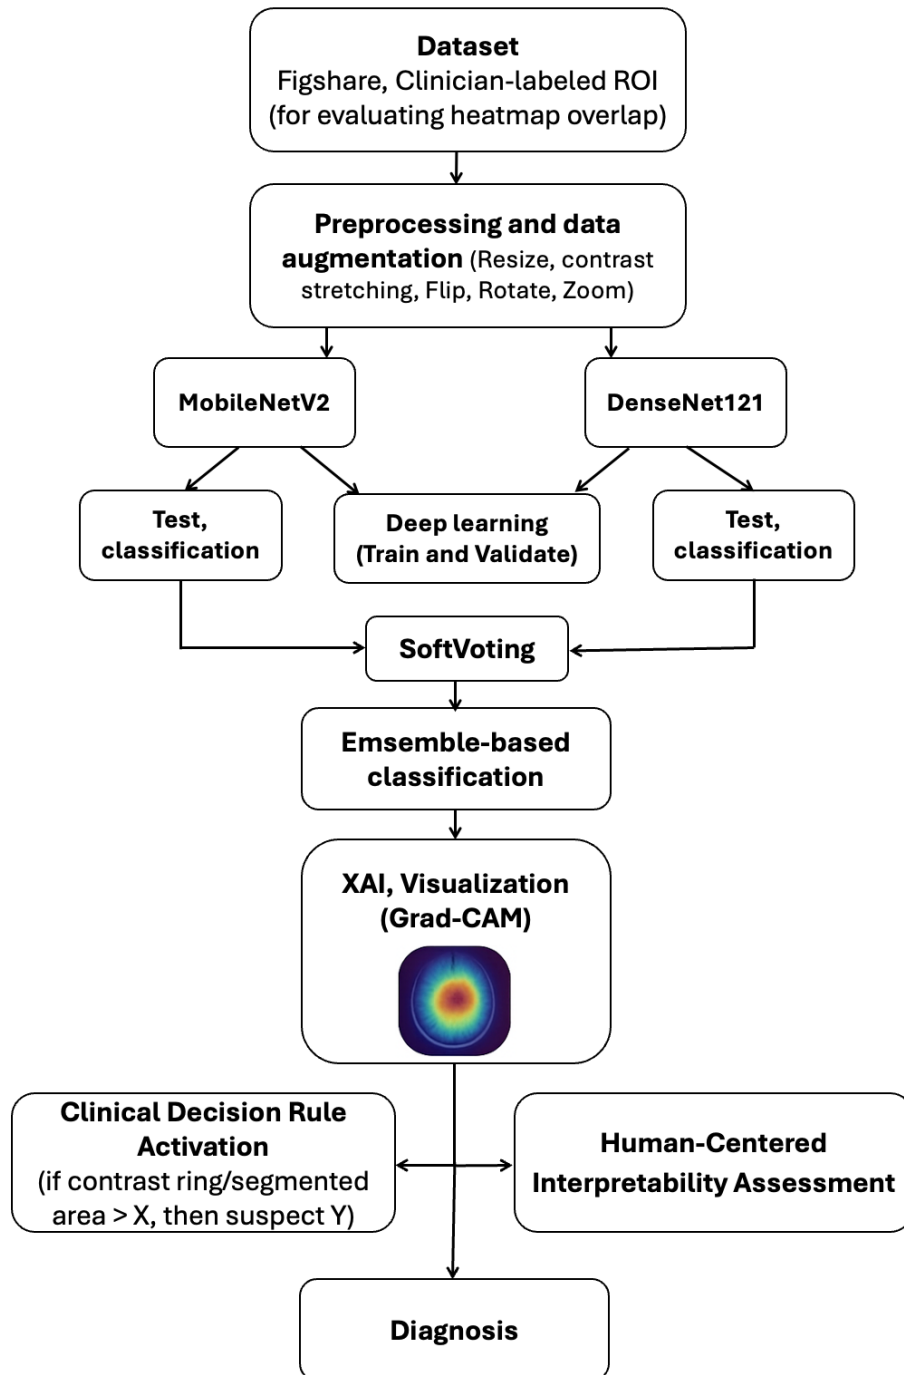 Dataset
Figshare, Clinician-labeled ROI
(for evaluating heatmap overlap)
Preprocessing and data
augmentation (Resize, contrast
stretching, Flip, Rotate, Zoom)
MobileNetV2
DenseNet121
Test,
classification
Deep learning
(Train and Validate)
Test,
classification
SoftVoting
Emsemble-based
classification
XAI, Visualization
(Grad-CAM)
Clinical Decision Rule
Activation
(if contrast ring/segmented
area > X, then suspect Y)
Human-Centered
Interpretability Assessment
Diagnosis